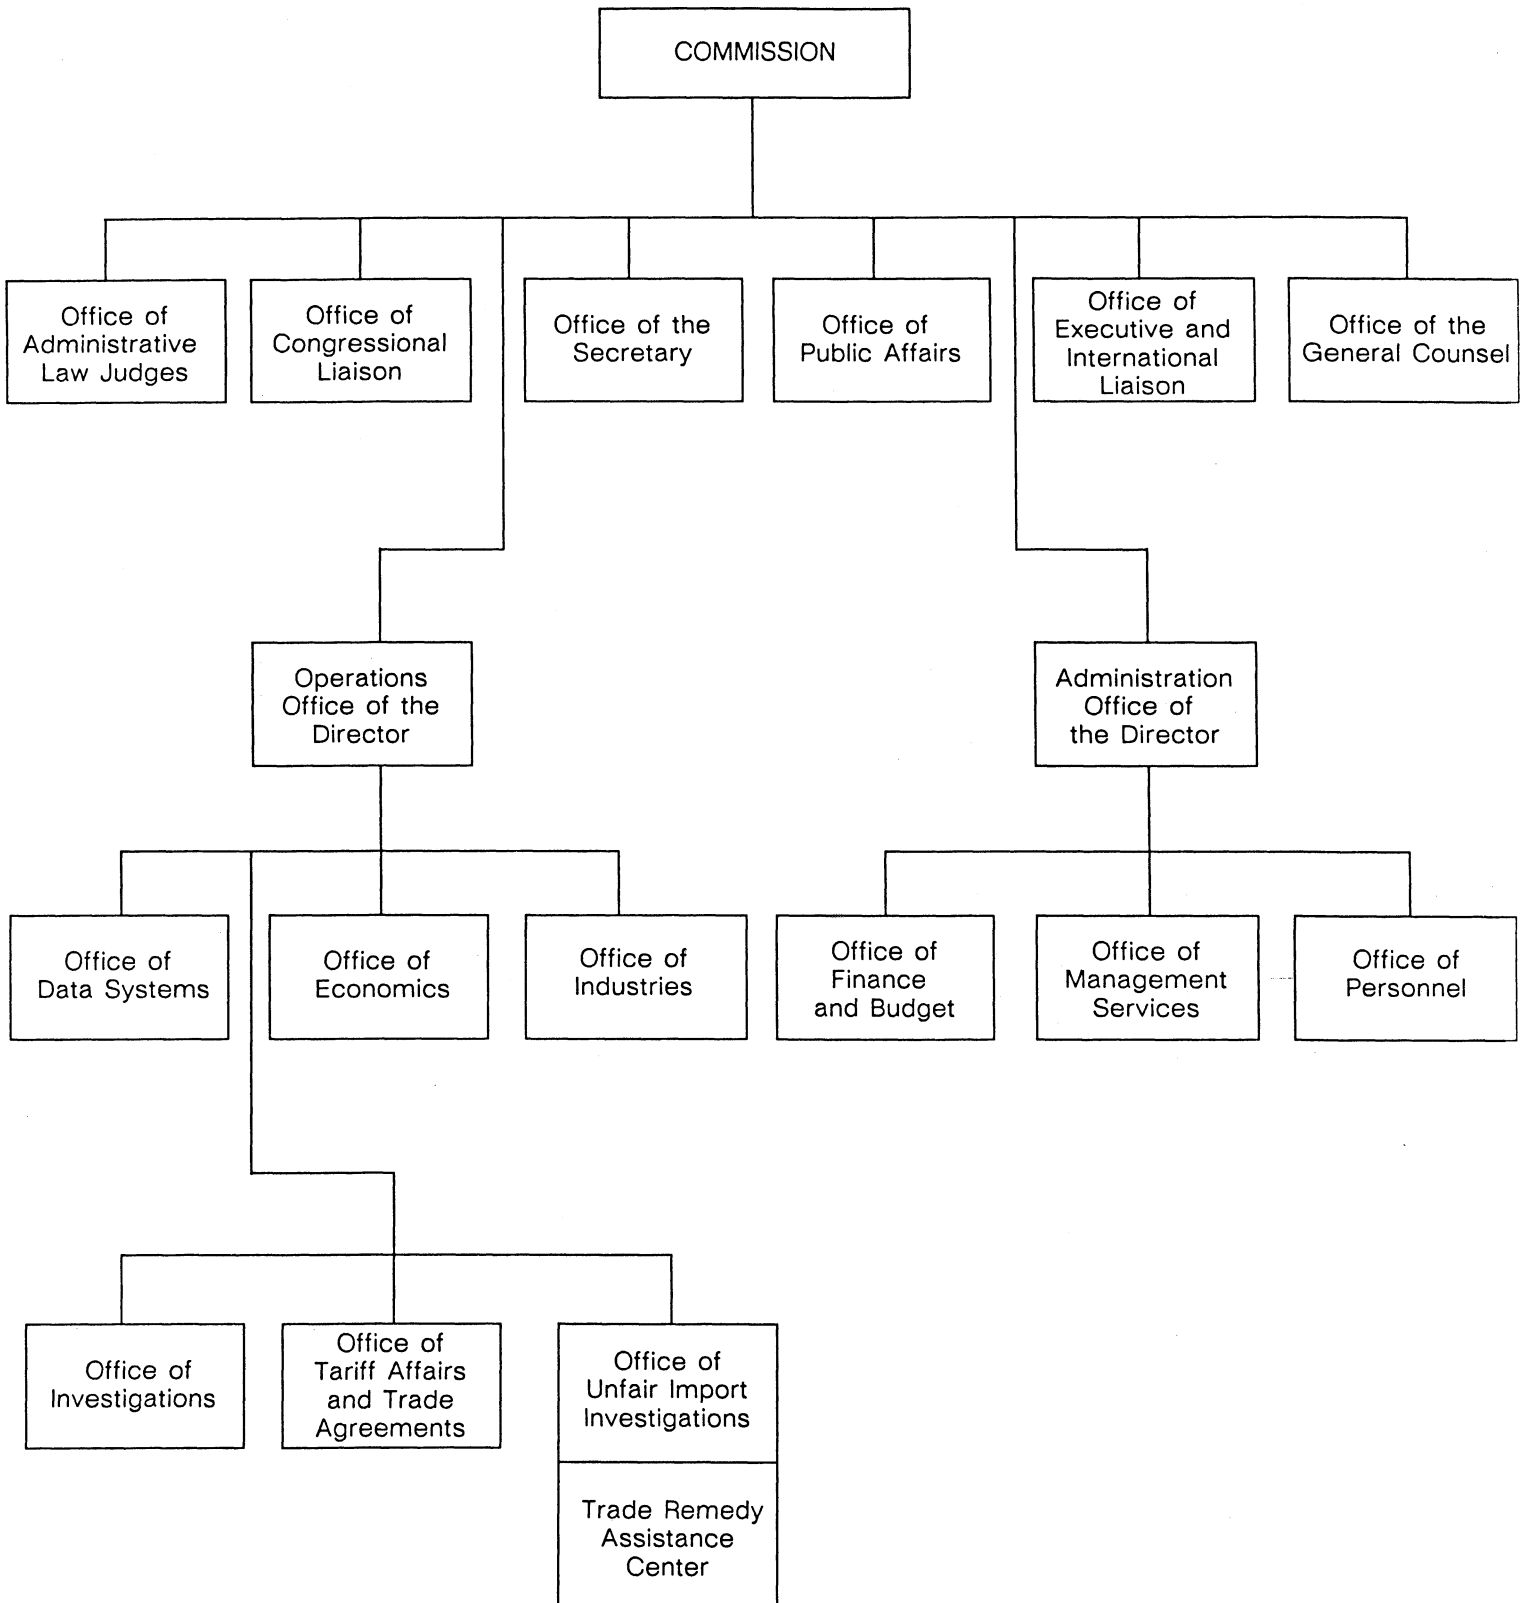 COMMISSION
Office of
Administrative
Law Judges
Office of
Congressional
Liaison
Office of the
Secretary
Office of
Public Affairs
Office of
Executive and
International
Liaison
Office of the
General Counsel
Operations
Office of the
Director
Administration
Office of
the Director
Office of
Data Systems
Office of
Economics
Office of
Industries
Office of
Finance
and Budget
Office of
Management
Services
Office of
Personnel
Office of
Investigations
Office of
Tariff Affairs
and Trade
Agreements
Office of
Unfair Import
Investigations
Trade Remedy
Assistance
Center